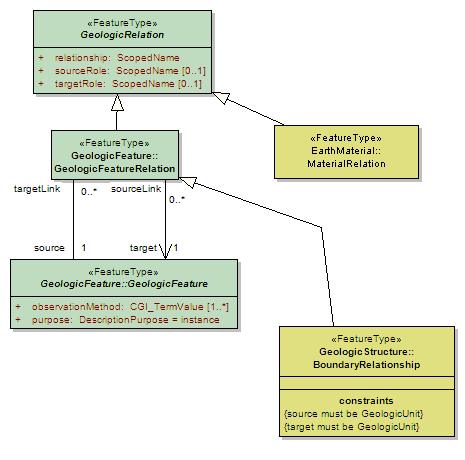 «FeatureType»
GeologicRelation
+ relationship: ScopedName
+ sourceRole: ScopedName [0..1]
+ targetRole: ScopedName [0..1]
«FeatureType»
GeologicFeature::
GeologicFeatureRelation
«FeatureType»
EarthMaterial::
MaterialRelation
targetLink
0..*
sourceLink
0..*
source
1
target
1
«FeatureType»
GeologicFeature::GeologicFeature
+ observationMethod: CGI_TermValue [1..*]
+ purpose: DescriptionPurpose = instance
«FeatureType»
GeologicStructure::
BoundaryRelationship
constraints
{source must be GeologicUnit}
{target must be GeologicUnit}